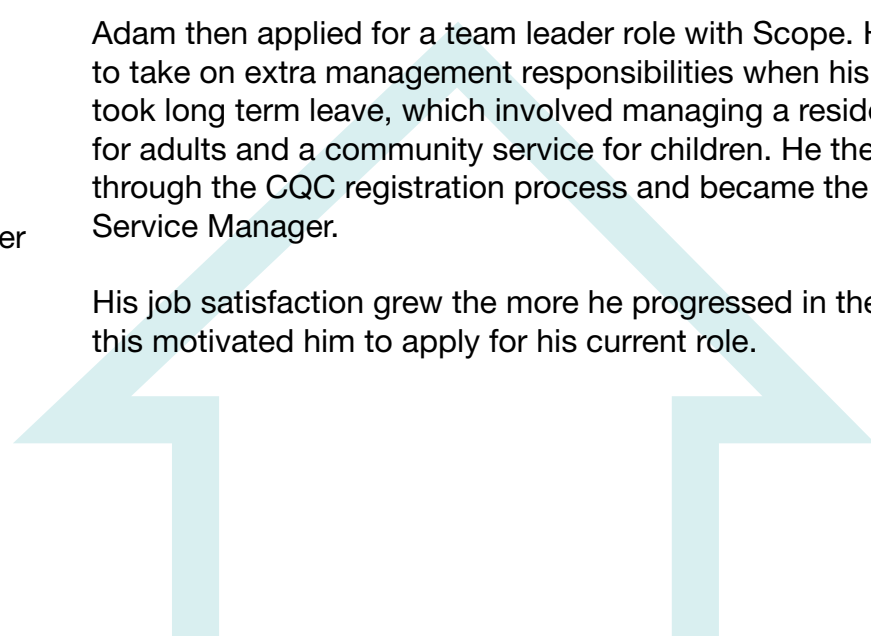 Adam then applied for a team leader role with Scope. H
to take on extra management responsibilities when his
took long term leave, which involved managing a reside
for adults and a community service for children. He the
through the CQC registration process and became the
er
Service Manager.
His job satisfaction grew the more he progressed in the
this motivated him to apply for his current role.